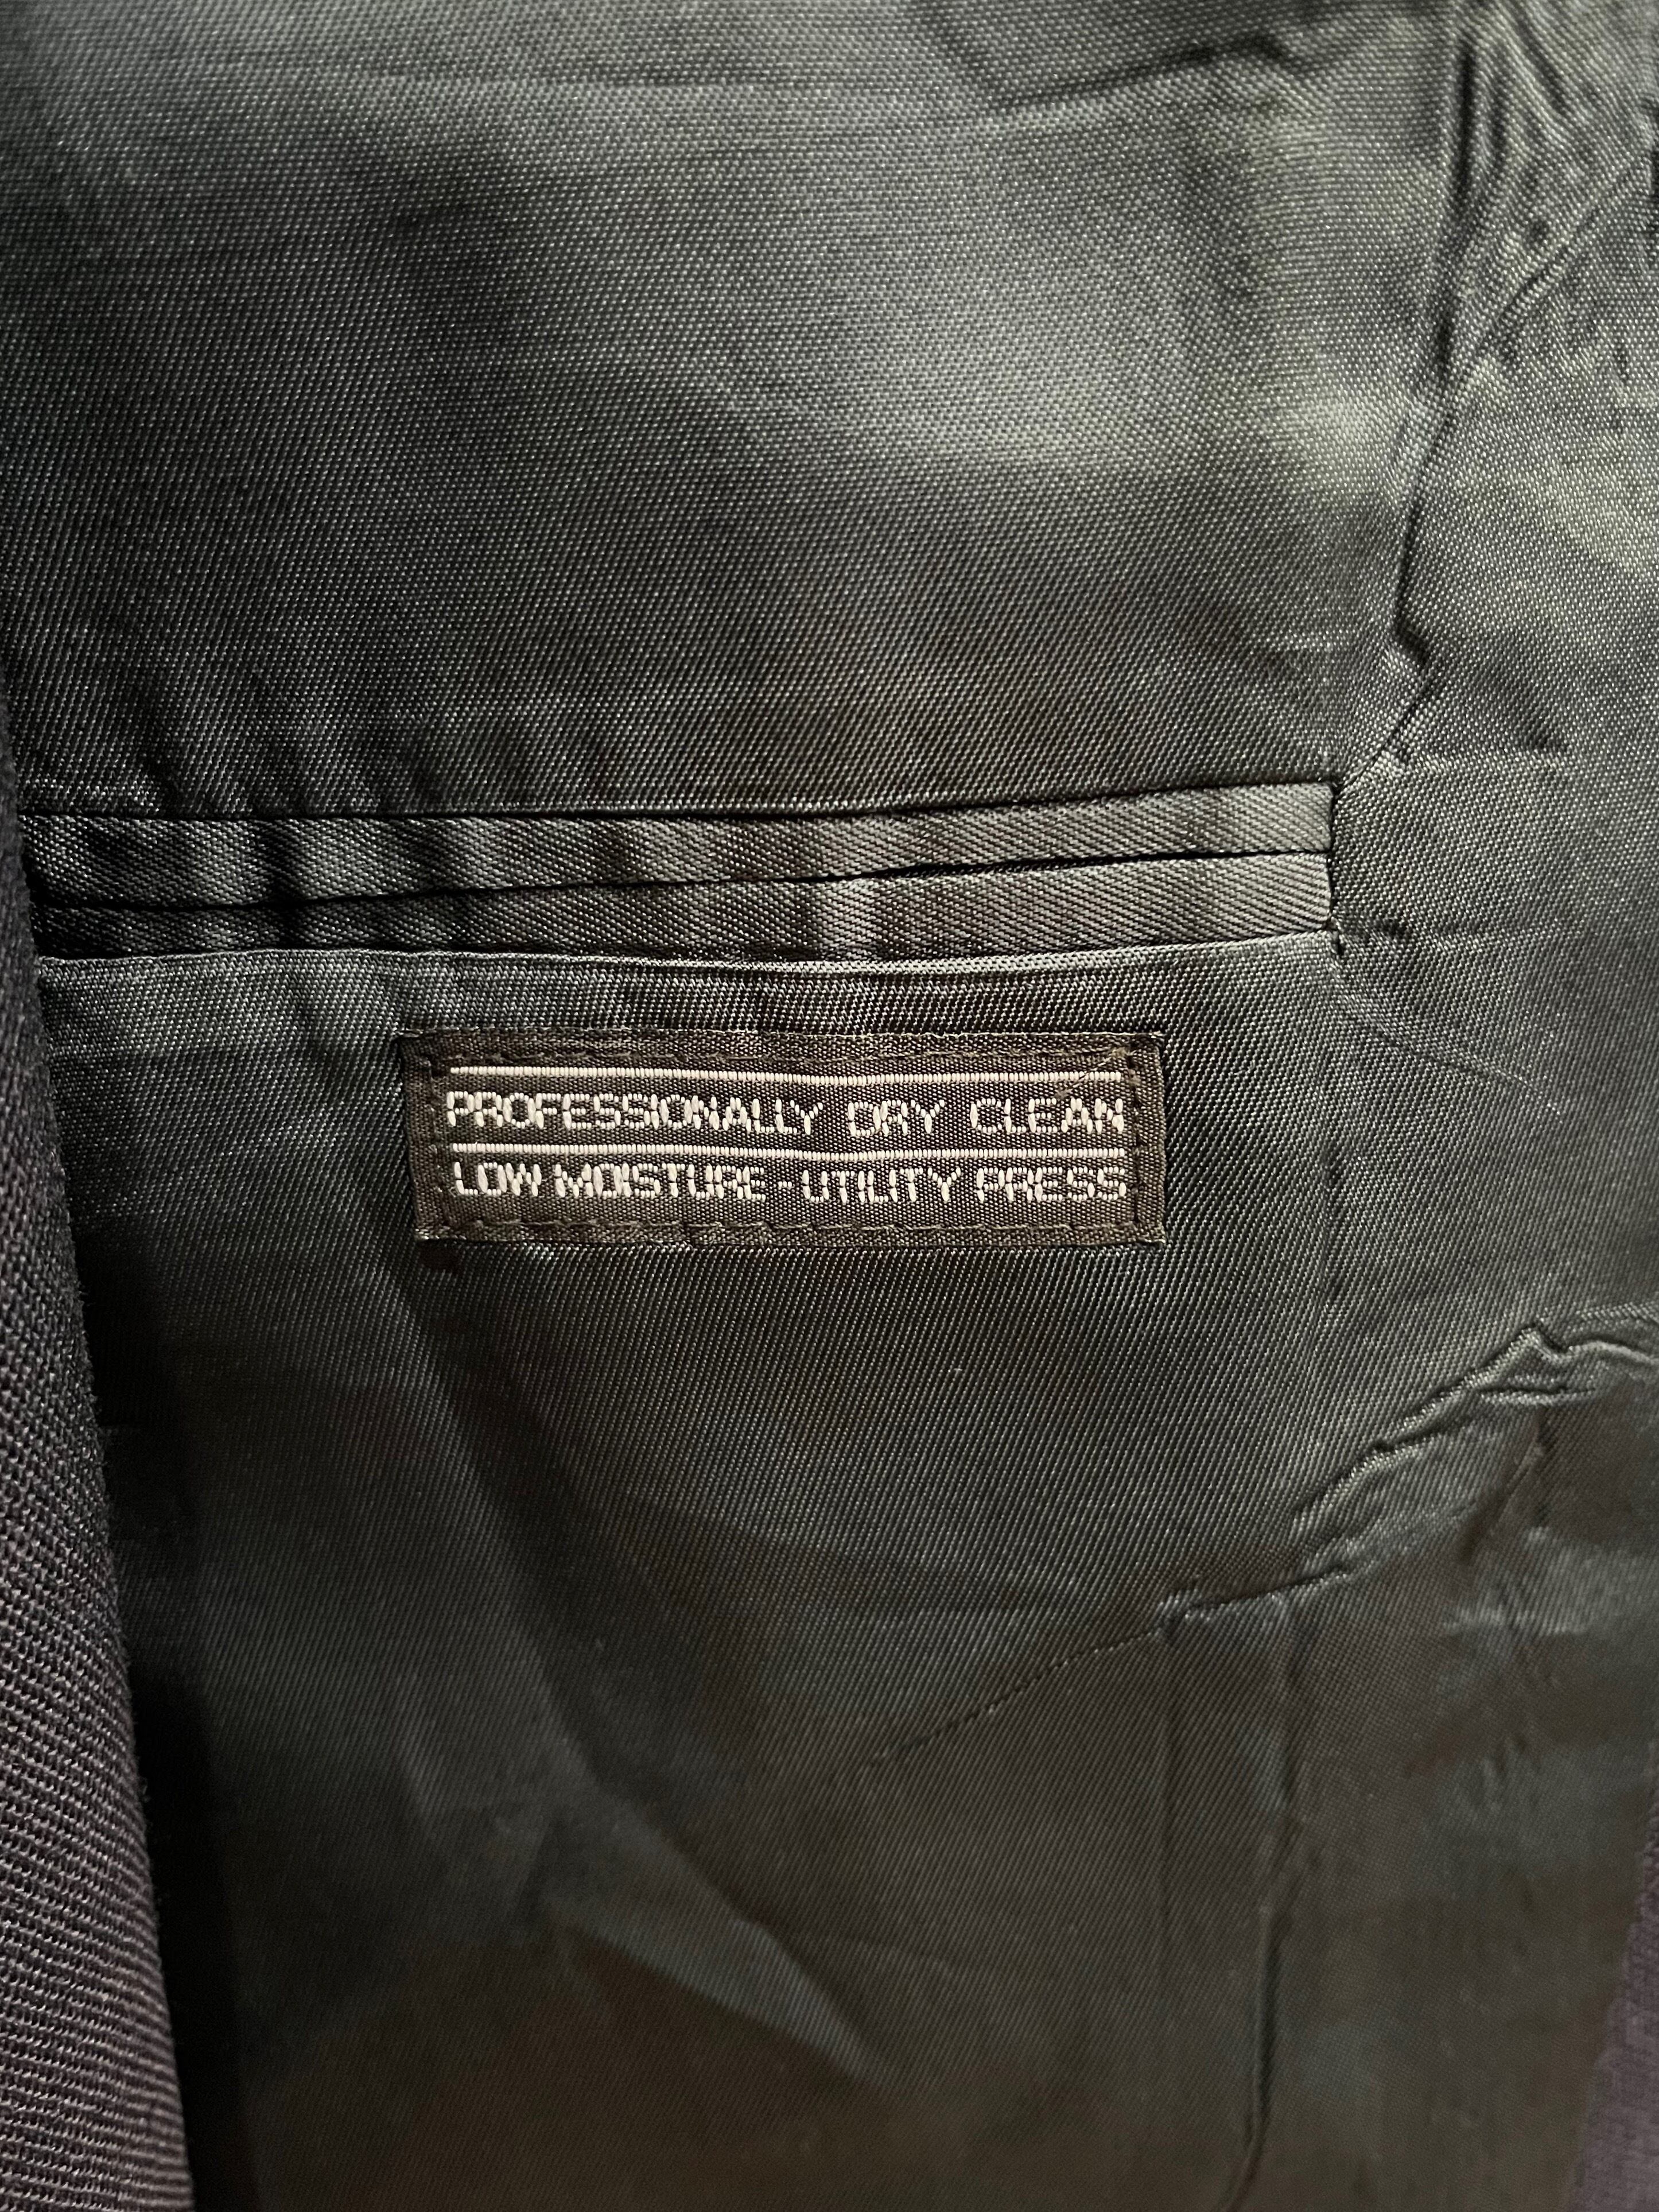 PROFESSIONALLY DRY CLEAN
LOW MOISTURE - UTILITY PRESS